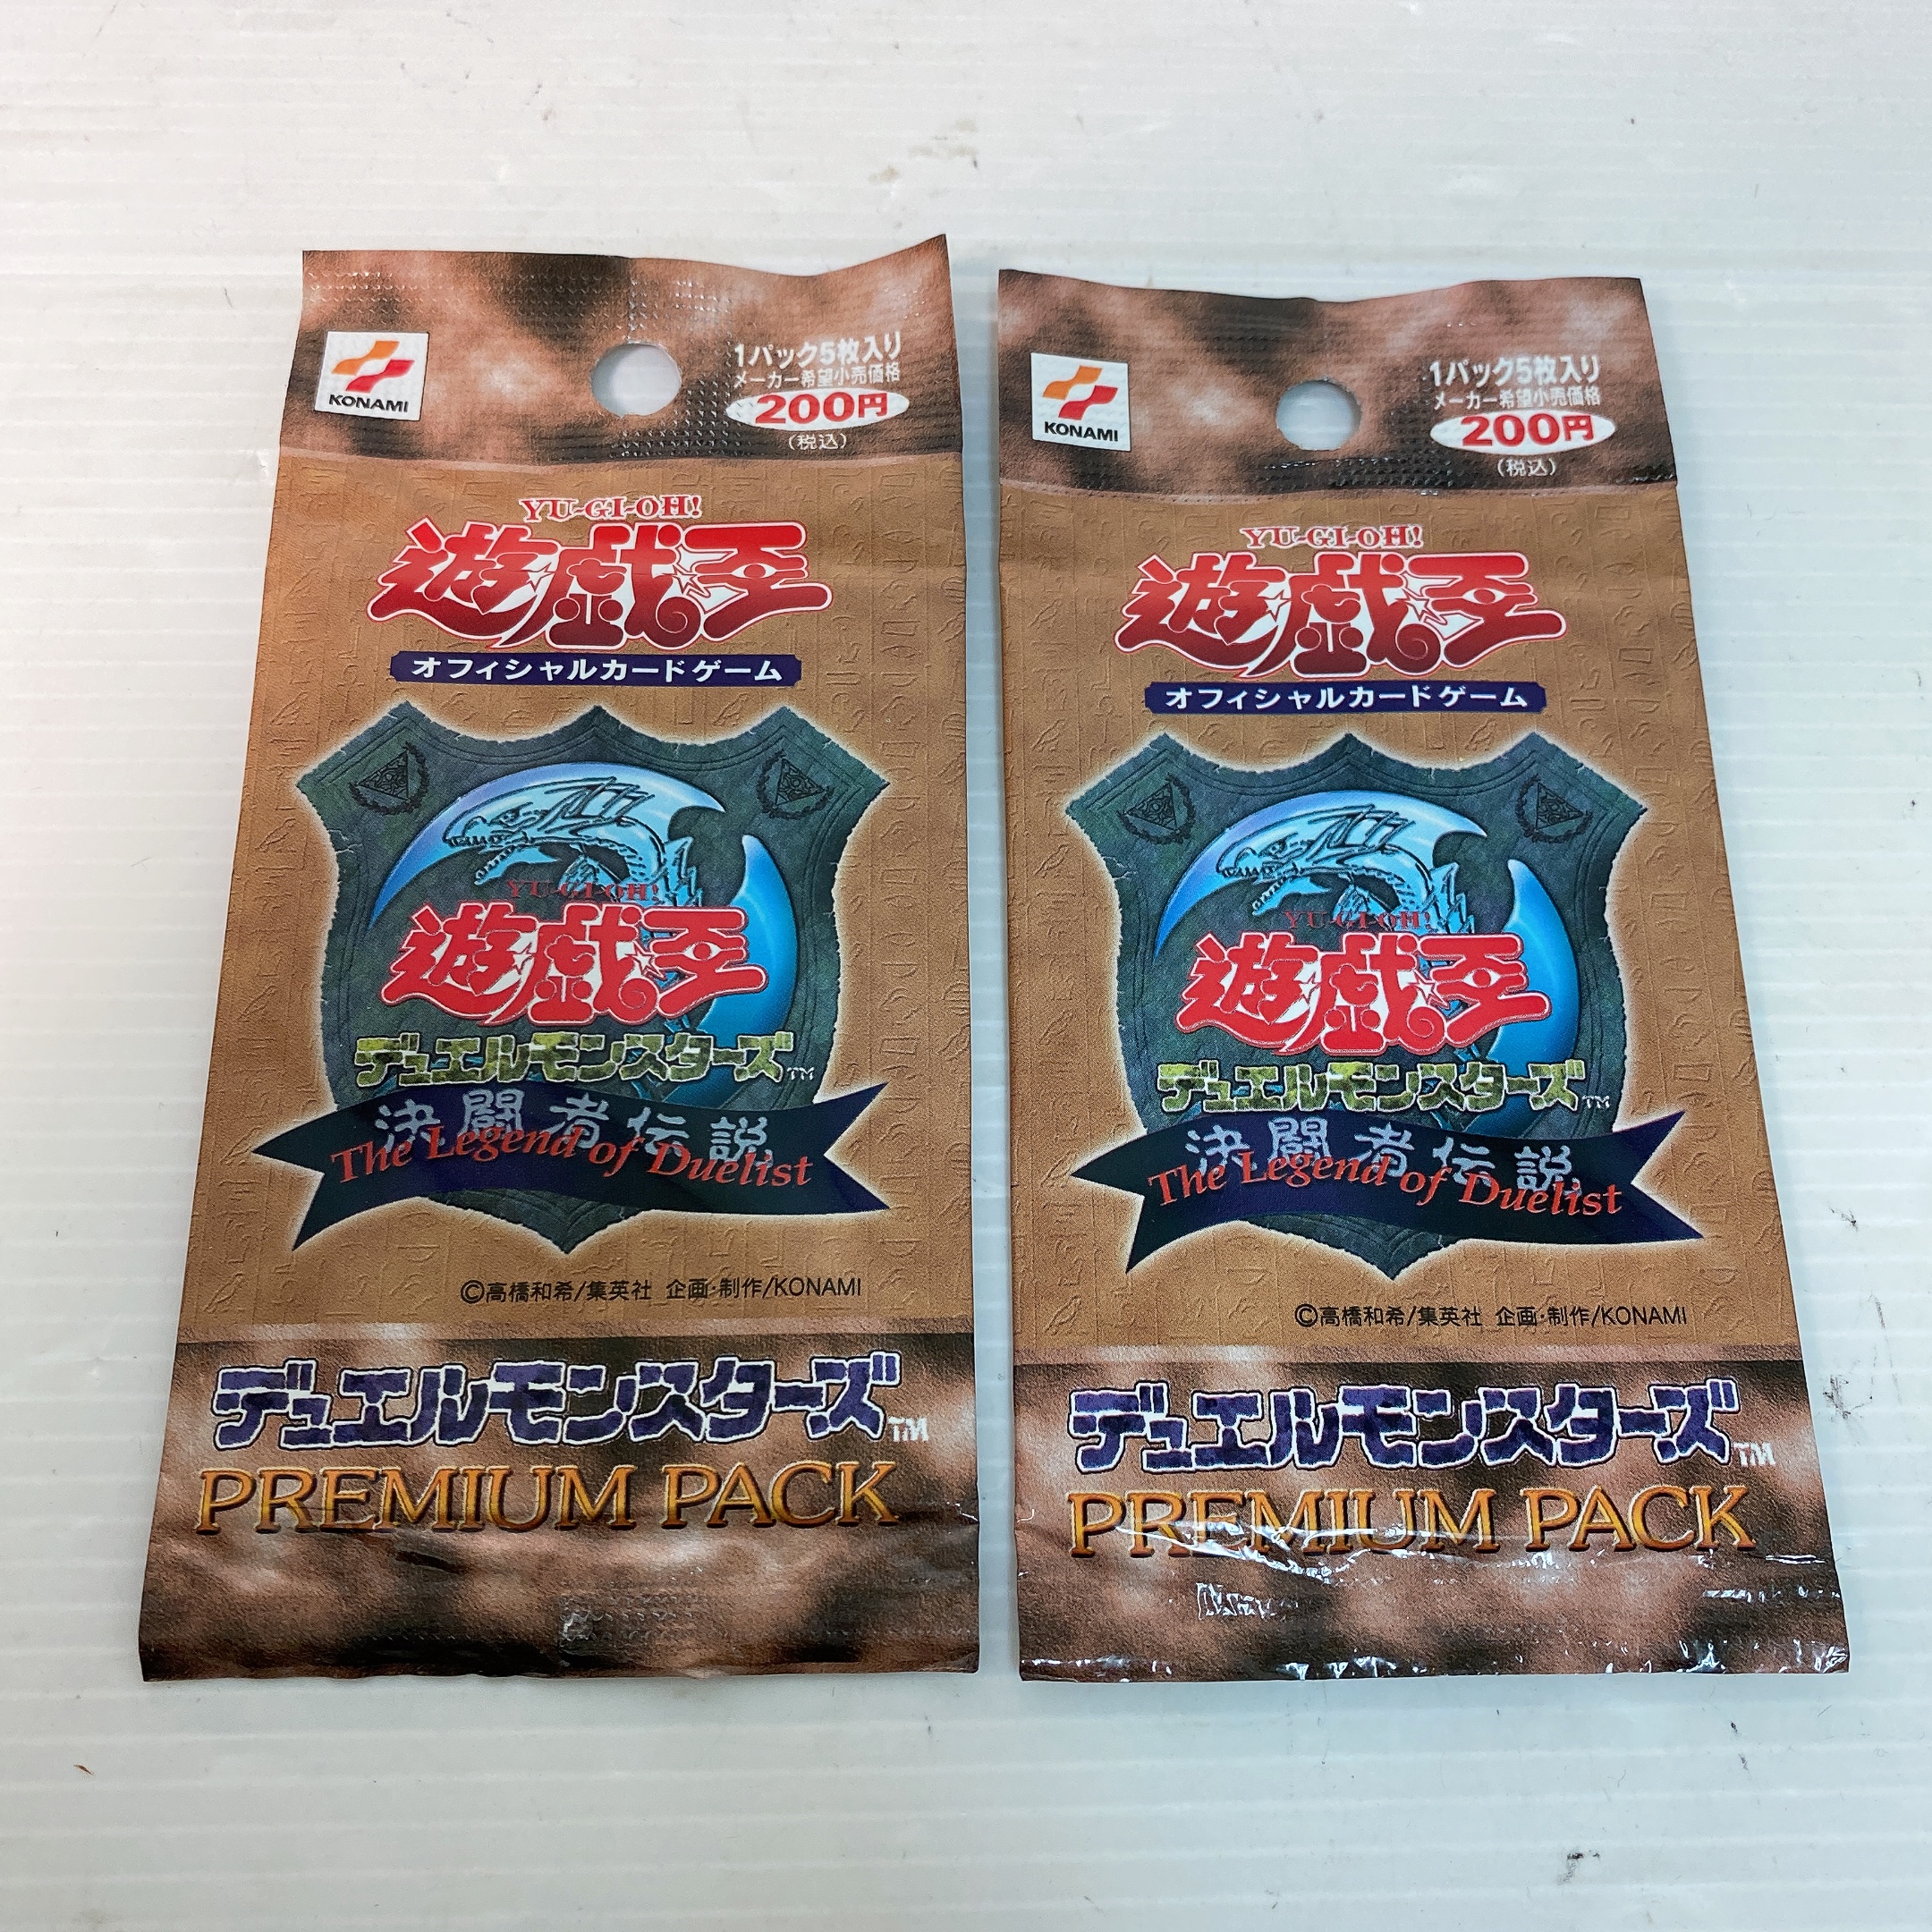 KONAMI
1パック5枚入り
メーカー希望小売価格
200円
(税込)
YU-GI-OH!
遊戯王
オフィシャルカードゲーム
YU-GI-OH!
遊戯王
デュエルモンスターズTM
決闘者伝説
The Legend of Duelist
©高橋和希/集英社 企画・制作/KONAMI
デュエルモンスターズTM
PREMIUM PACK
KONAMI
1パック5枚入り
メーカー希望小売価格
200円
(税込)
YU-GI-OH!
遊戯王
オフィシャルカードゲーム
YU-GI-OH!
遊戯王
デュエルモンスターズTM
決闘者伝説
The Legend of Duelist
©高橋和希/集英社 企画・制作/KONAMI
デュエルモンスターズTM
PREMIUM PACK